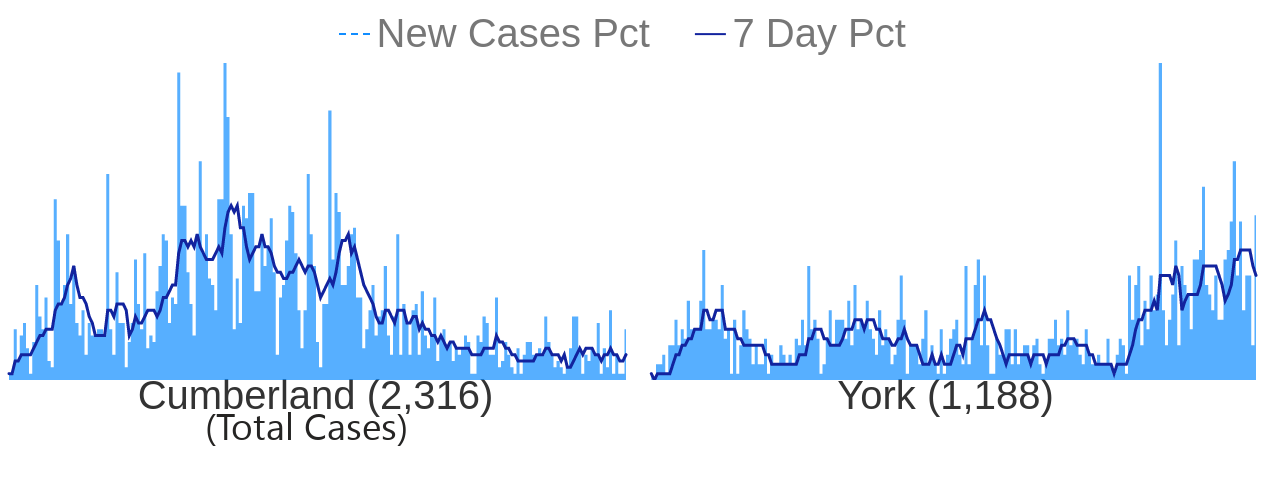 New Cases Pct 7 Day Pct
Cumberland (2,316) York (1,188)
(Total Cases)